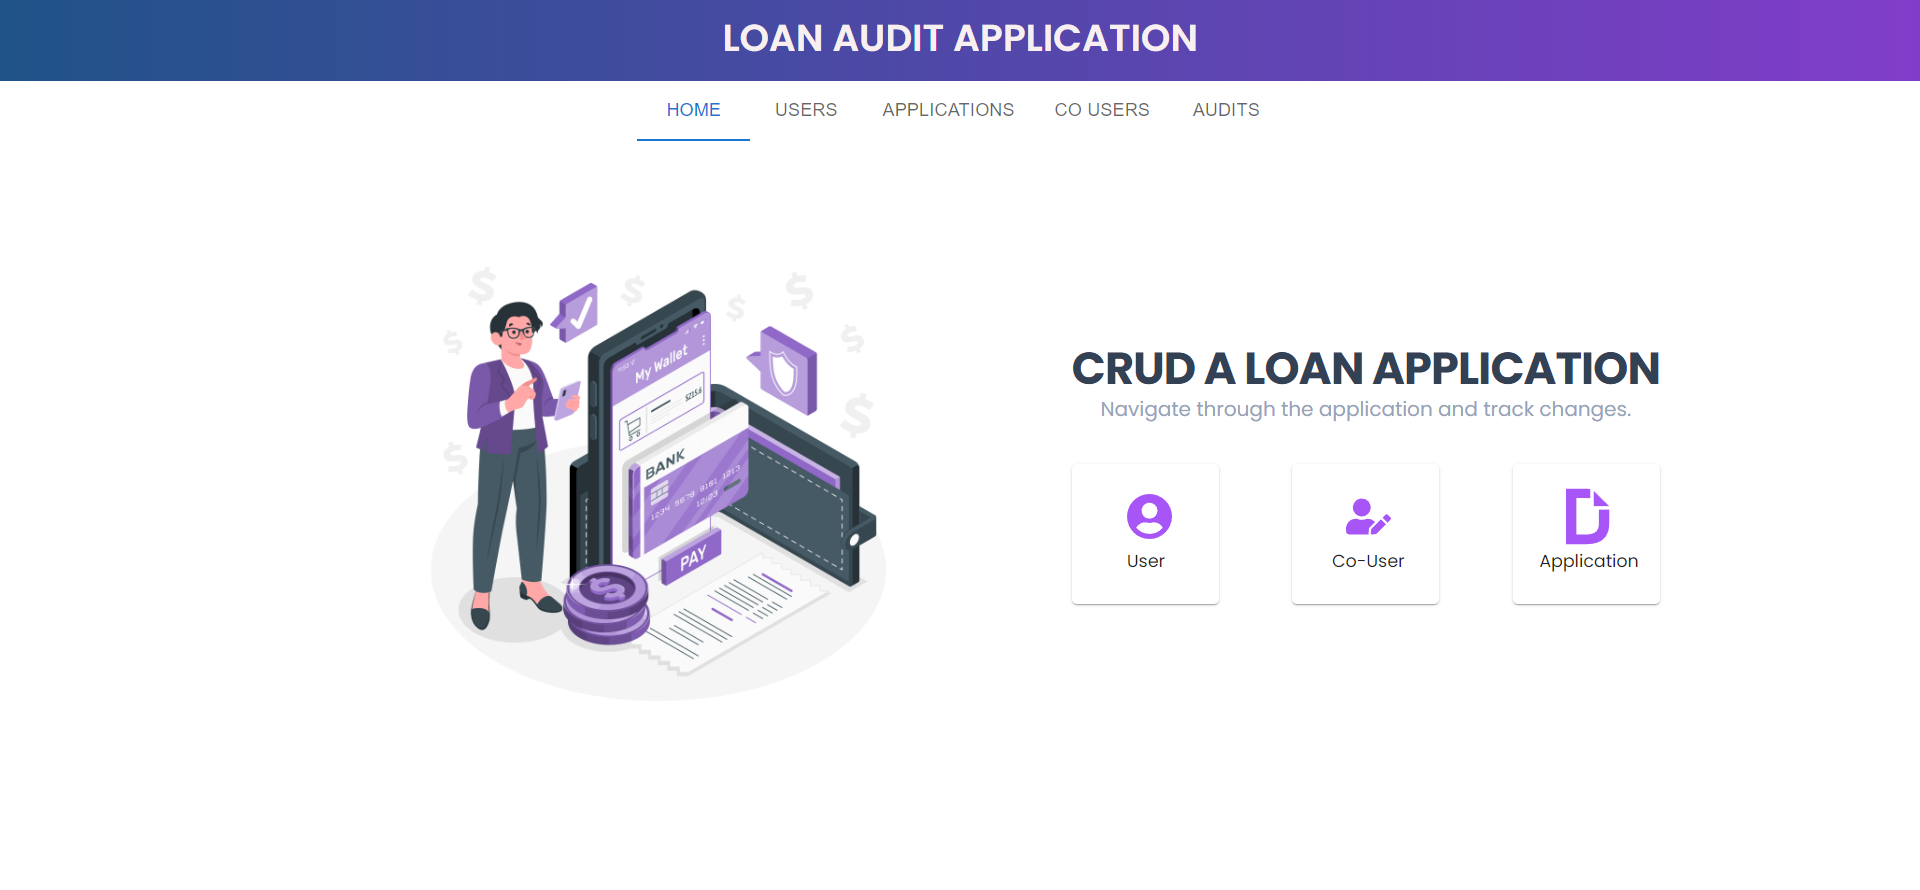 LOAN AUDIT APPLICATION
HOME USERS APPLICATIONS CO USERS AUDITS
My Wallet
$215.6
BANK
1234 5678 9101 1213
12/23
PAY
CRUD A LOAN APPLICATION
Navigate through the application and track changes.
User Co-User Application